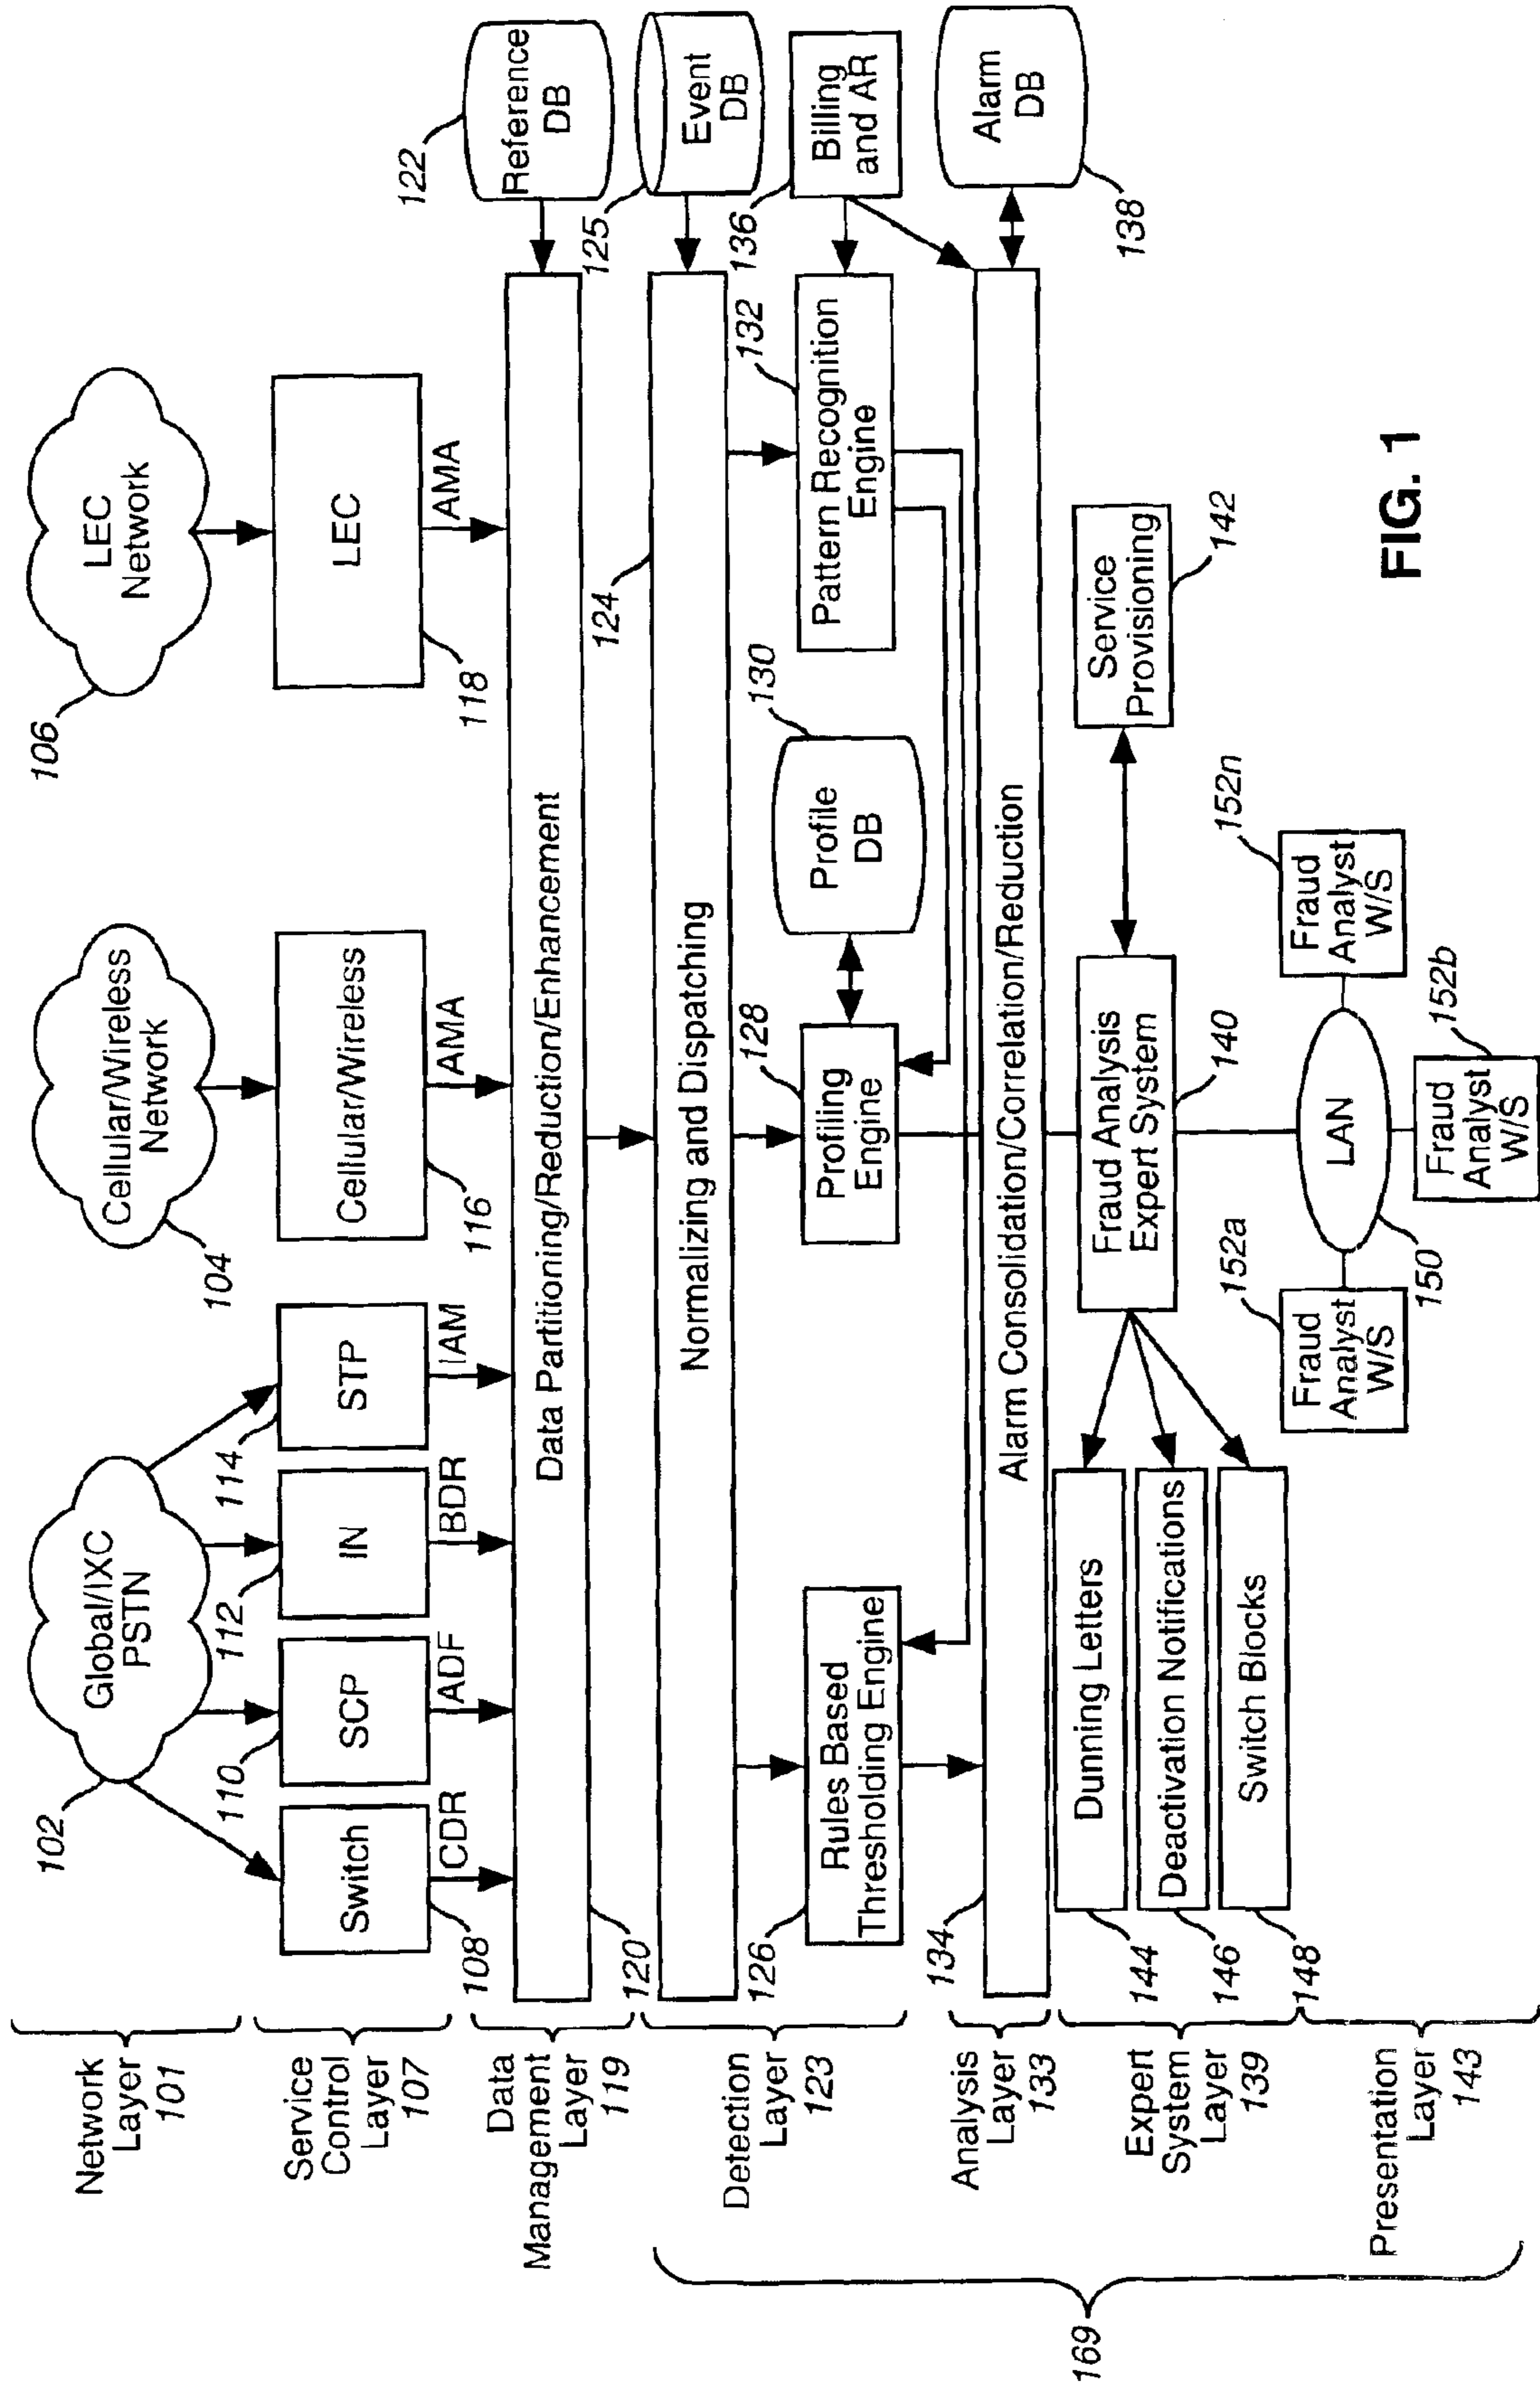 Network
Layer
101
Global/IXC
PSTN
102
Cellular/Wireless
Network
104
LEC
Network
106
Service
Control
Layer
107
Switch
108
CDR
SCP
110
ADF
IN
112
BDR
STP
114
IAM
Cellular/Wireless
116
AMA
LEC
118
AMA
Data
Management
Layer
119
Data Partitioning/Reduction/Enhancement
120
Reference
DB
122
Detection
Layer
123
Normalizing and Dispatching
124
Event
DB
125
Rules Based
Thresholding Engine
126
Profiling
Engine
128
Profile
DB
130
Pattern Recognition
Engine
132
Billing
and AR
136
Analysis
Layer
133
Alarm Consolidation/Correlation/Reduction
134
Alarm
DB
138
Expert
System
Layer
139
Dunning Letters
144
Deactivation Notifications
146
Switch Blocks
148
Fraud Analysis
Expert System
140
Service
Provisioning
142
Presentation
Layer
143
Fraud
Analyst
W/S
152a
LAN
150
Fraud
Analyst
W/S
152b
Fraud
Analyst
W/S
152n
169
FIG. 1